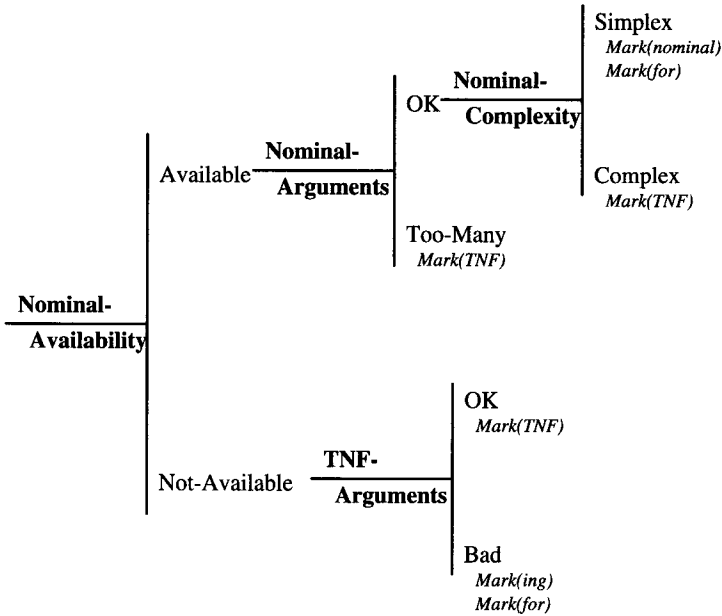 Simplex
Mark(nominal)
Mark(for)
Nominal-
OK
Complexity
Nominal-
Available
Arguments
Complex
Mark(TNF)
Too-Many
Mark(TNF)
Nominal-
Availability
OK
Mark(TNF)
TNF-
Not-Available
Arguments
Bad
Mark(ing)
Mark(for)